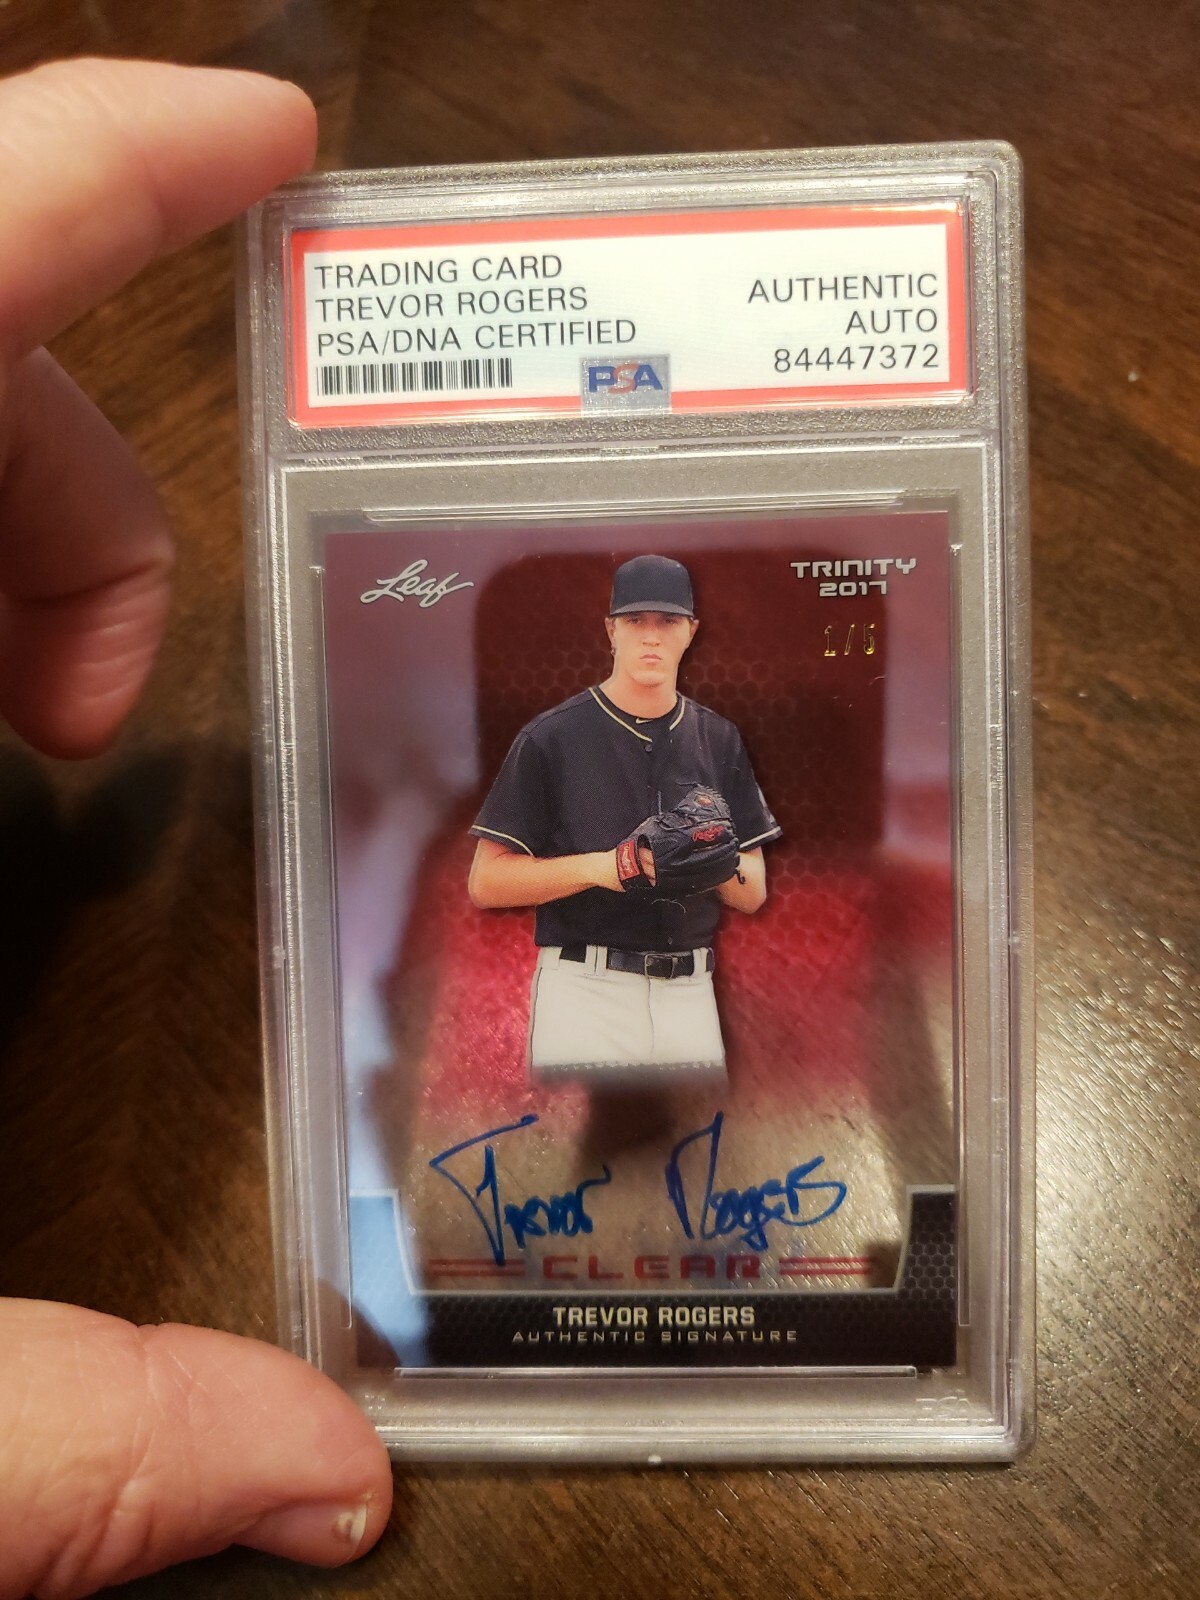 TRADING CARD
TREVOR ROGERS
PSA/DNA CERTIFIED
AUTHENTIC
AUTO
84447372
PSA
Leaf
TRINITY
2017
1/5
Trevor Rogers
CLEAR
TREVOR ROGERS
AUTHENTIC SIGNATURE